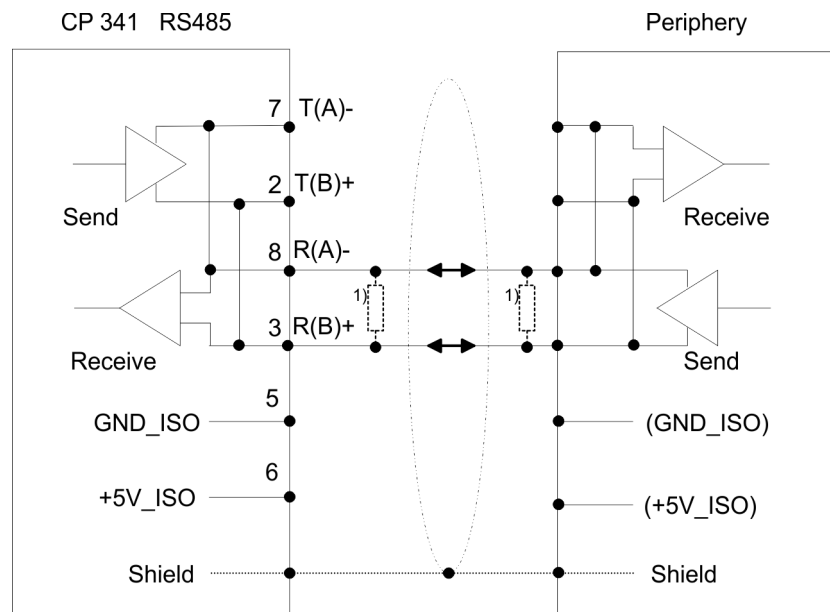 CP 341 RS485
Periphery
7 T(A)-
2 T(B)+
Send
Receive
8 R(A)-
1)
1)
3 R(B)+
Receive
Send
5
GND_ISO
(GND_ISO)
6
+5V_ISO
(+5V_ISO)
Shield
Shield